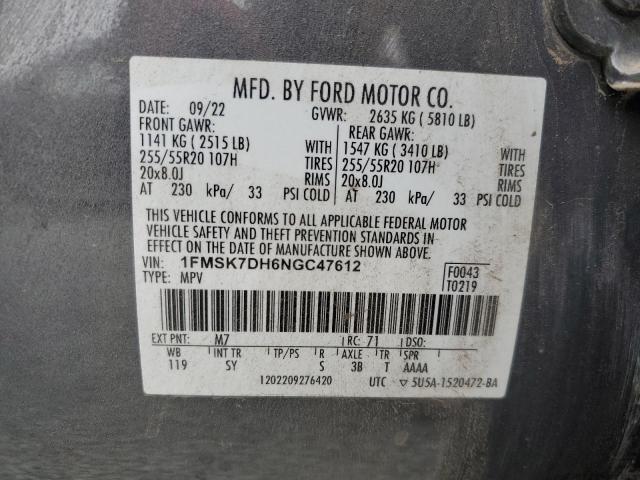 MFD. BY FORD MOTOR CO.
DATE: 09/22 GVWR: 2635 KG ( 5810 LB)
FRONT GAWR: REAR GAWR:
1141 KG ( 2515 LB) WITH 1547 KG ( 3410 LB) WITH
255/55R20 107H TIRES 255/55R20 107H TIRES
20x8.0J RIMS 20x8.0J RIMS
AT 230 kPa/ 33 PSI COLD AT 230 kPa/ 33 PSI COLD
THIS VEHICLE CONFORMS TO ALL APPLICABLE FEDERAL MOTOR
VEHICLE SAFETY AND THEFT PREVENTION STANDARDS IN
EFFECT ON THE DATE OF MANUFACTURE SHOWN ABOVE.
VIN: 1FMSK7DH6NGC47612 F0043
TYPE: MPV T0219
EXT PNT: M7 RC: 71 DSO:
WB INT TR TP/PS R AXLE TR SPR
119 SY S 3B T AAAA
1202209276420 UTC ▽ 5U5A-1520472-BA